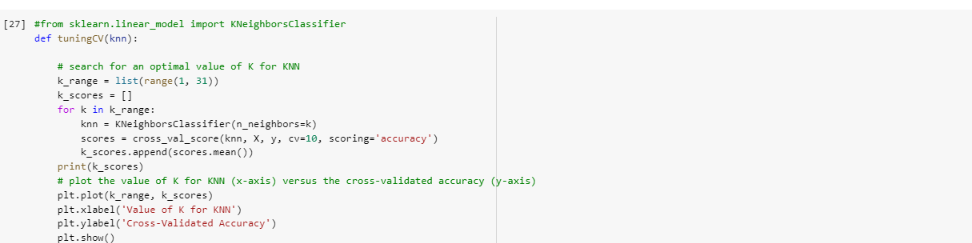 [27] #from sklearn.linear_model import KNeighborsClassifier
def tuningCV(knn):
# search for an optimal value of K for KNN
k_range = list(range(1, 31))
k_scores = []
for k in k_range:
knn = KNeighborsClassifier(n_neighbors=k)
scores = cross_val_score(knn, X, y, cv=10, scoring='accuracy')
k_scores.append(scores.mean())
print(k_scores)
# plot the value of K for KNN (x-axis) versus the cross-validated accuracy (y-axis)
plt.plot(k_range, k_scores)
plt.xlabel('Value of K for KNN')
plt.ylabel('Cross-Validated Accuracy')
plt.show()